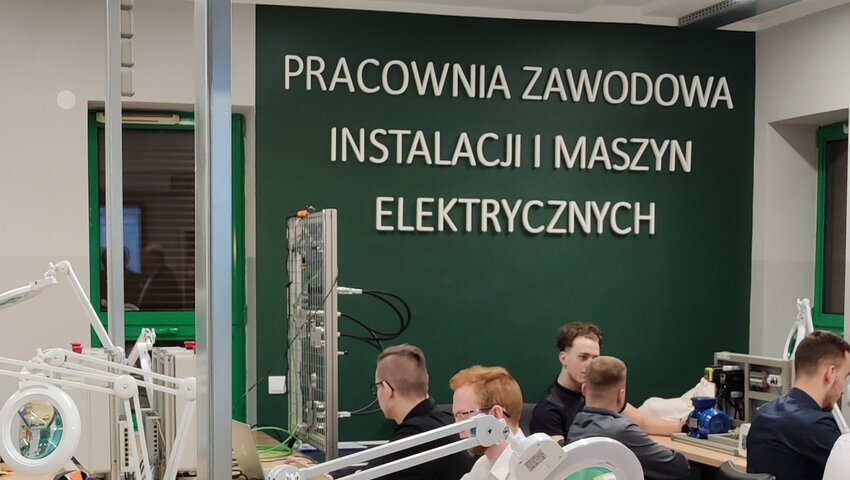 PRACOWNIA ZAWODOWA
INSTALACJI I MASZYN
ELEKTRYCZNYCH